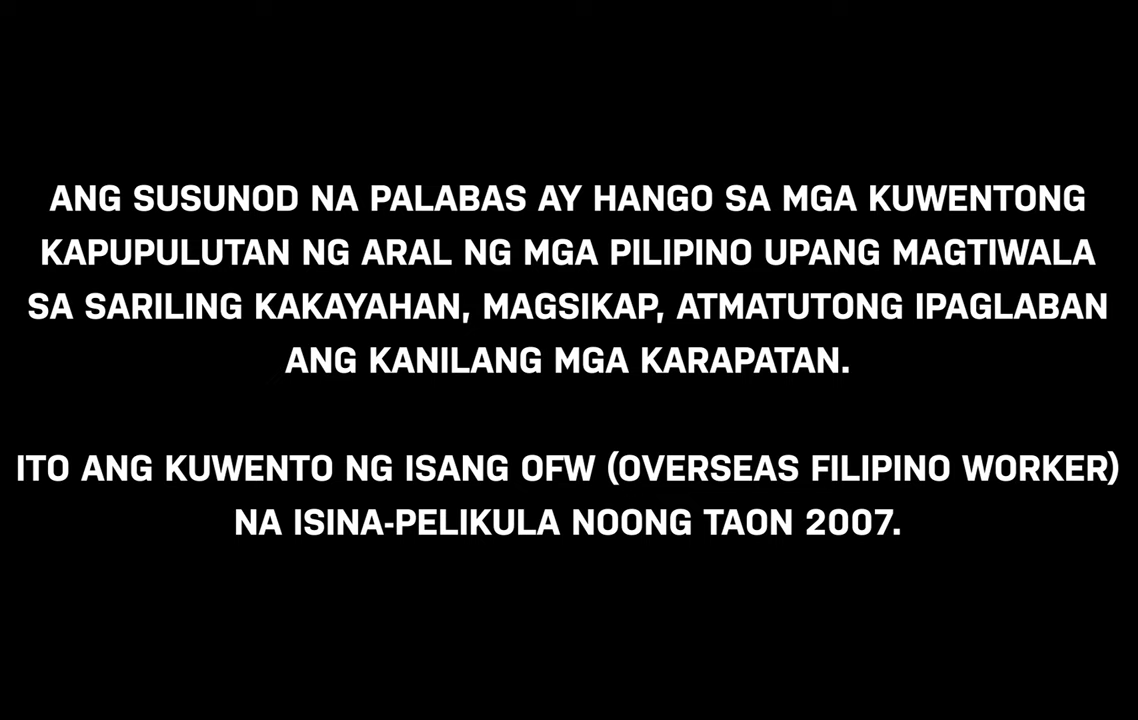 ANG SUSUNOD NA PALABAS AY HANGO SA MGA KUWENTONG
KAPUPULUTAN NG ARAL NG MGA PILIPINO UPANG MAGTIWALA
SA SARILING KAKAYAHAN, MAGSIKAP, ATMATUTONG IPAGLABAN
ANG KANILANG MGA KARAPATAN.
ITO ANG KUWENTO NG ISANG OFW (OVERSEAS FILIPINO WORKER)
NA ISINA-PELIKULA NOONG TAON 2007.